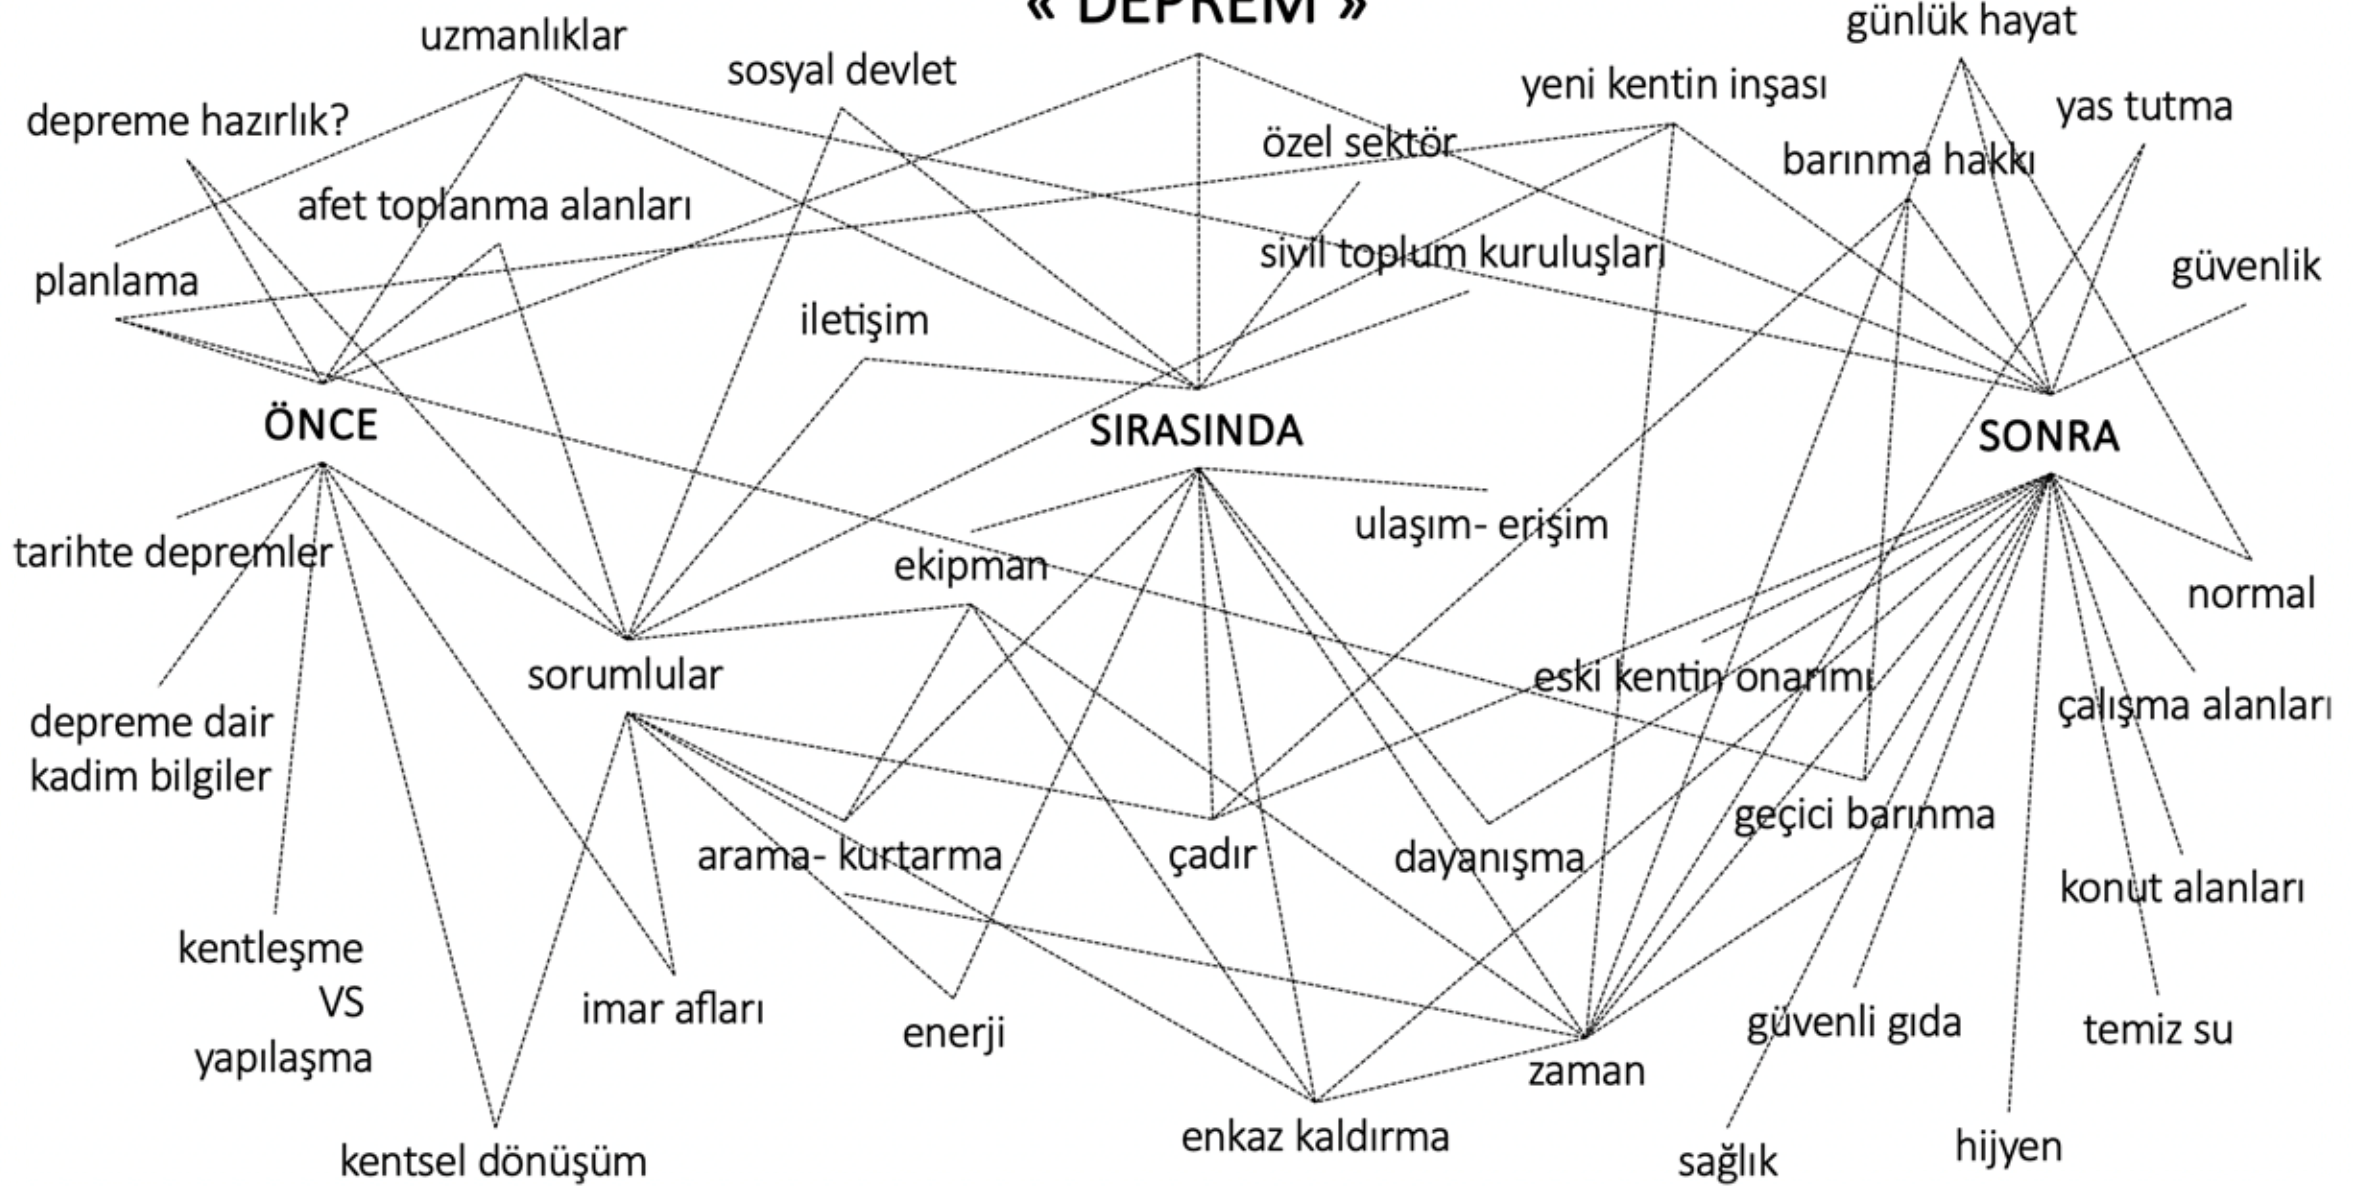 « DEPREM »
günlük hayat
uzmanlıklar
sosyal devlet
yeni kentin inşası
yas tutma
depreme hazırlık?
özel sektör
barınma hakkı
afet toplanma alanları
sivil toplum kuruluşları
güvenlik
planlama
iletişim
ÖNCE
SIRASINDA
SONRA
ulaşım- erişim
tarihte depremler
ekipman
normal
sorumlular
eski kentin onarımı
çalışma alanları
depreme dair
kadim bilgiler
geçici barınma
arama- kurtarma
çadır
dayanışma
konut alanları
kentleşme
VS
yapılaşma
imar afları
enerji
güvenli gıda
temiz su
zaman
enkaz kaldırma
hijyen
kentsel dönüşüm
sağlık